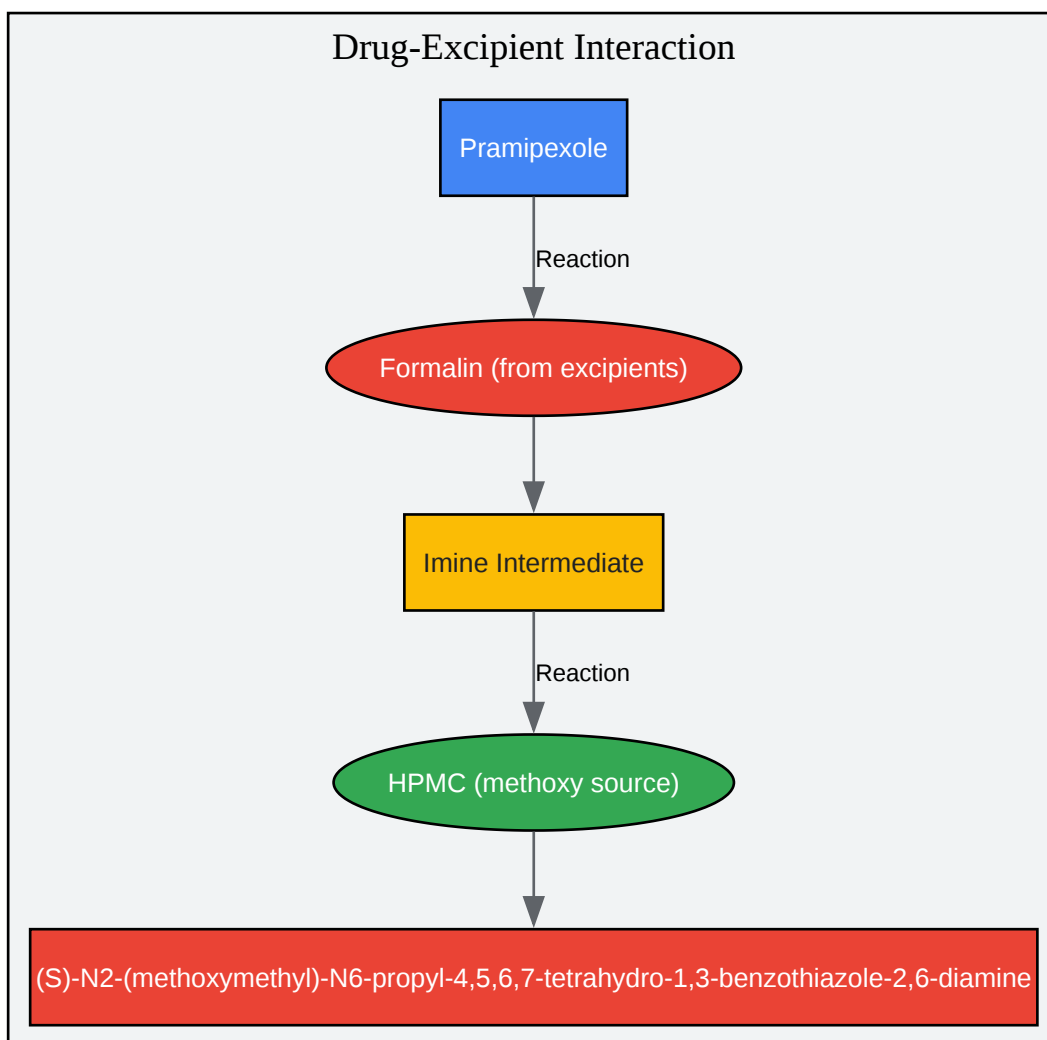 Drug-Excipient Interaction
Pramipexole
Reaction
Formalin (from excipients)
Imine Intermediate
Reaction
HPMC (methoxy source)
(S)-N2-(methoxymethyl)-N6-propyl-4,5,6,7-tetrahydro-1,3-benzothiazole-2,6-diamine